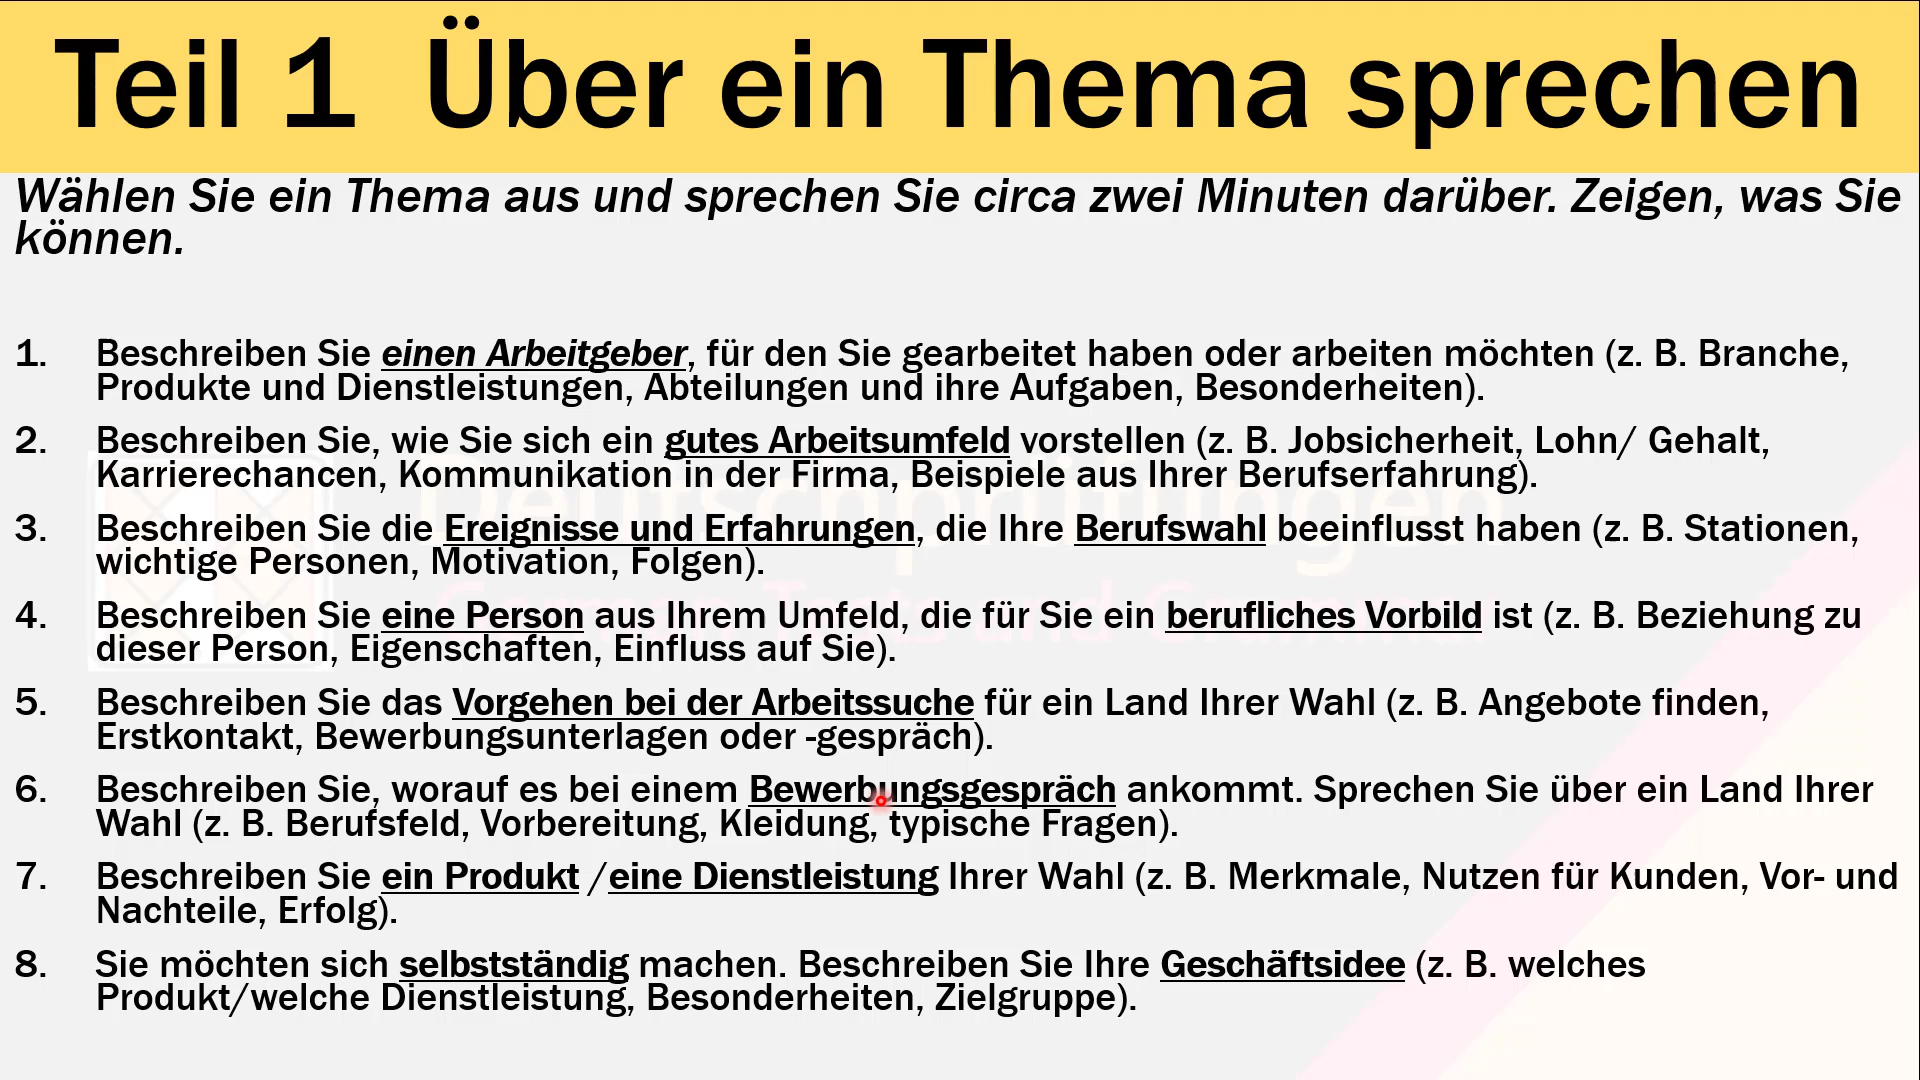 Teil 1  Über ein Thema sprechen
Wählen Sie ein Thema aus und sprechen Sie circa zwei Minuten darüber. Zeigen, was Sie
können.
1. Beschreiben Sie einen Arbeitgeber, für den Sie gearbeitet haben oder arbeiten möchten (z. B. Branche,
Produkte und Dienstleistungen, Abteilungen und ihre Aufgaben, Besonderheiten).
2. Beschreiben Sie, wie Sie sich ein gutes Arbeitsumfeld vorstellen (z. B. Jobsicherheit, Lohn/ Gehalt,
Karrierechancen, Kommunikation in der Firma, Beispiele aus Ihrer Berufserfahrung).
3. Beschreiben Sie die Ereignisse und Erfahrungen, die Ihre Berufswahl beeinflusst haben (z. B. Stationen,
wichtige Personen, Motivation, Folgen).
4. Beschreiben Sie eine Person aus Ihrem Umfeld, die für Sie ein berufliches Vorbild ist (z. B. Beziehung zu
dieser Person, Eigenschaften, Einfluss auf Sie).
5. Beschreiben Sie das Vorgehen bei der Arbeitssuche für ein Land Ihrer Wahl (z. B. Angebote finden,
Erstkontakt, Bewerbungsunterlagen oder -gespräch).
6. Beschreiben Sie, worauf es bei einem Bewerbungsgespräch ankommt. Sprechen Sie über ein Land Ihrer
Wahl (z. B. Berufsfeld, Vorbereitung, Kleidung, typische Fragen).
7. Beschreiben Sie ein Produkt /eine Dienstleistung Ihrer Wahl (z. B. Merkmale, Nutzen für Kunden, Vor- und
Nachteile, Erfolg).
8. Sie möchten sich selbstständig machen. Beschreiben Sie Ihre Geschäftsidee (z. B. welches
Produkt/welche Dienstleistung, Besonderheiten, Zielgruppe).